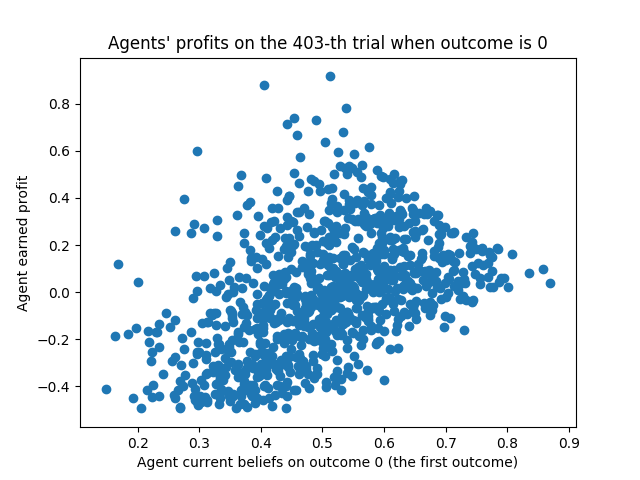 Agents' profits on the 403-th trial when outcome is 0
0.8
0.6
0.4
0.2
0.0
−0.2
−0.4
Agent earned profit
0.2 0.3 0.4 0.5 0.6 0.7 0.8 0.9
Agent current beliefs on outcome 0 (the first outcome)